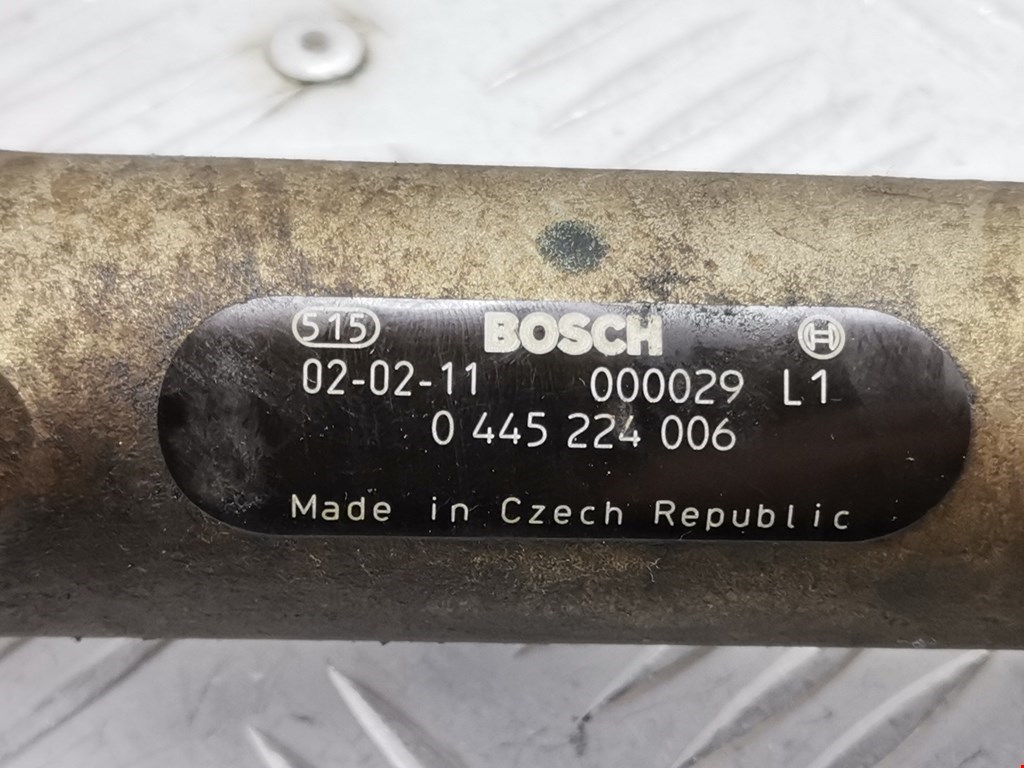 515 BOSCH
02-02-11 000029 L1
0 445 224 006
Made in Czech Republic